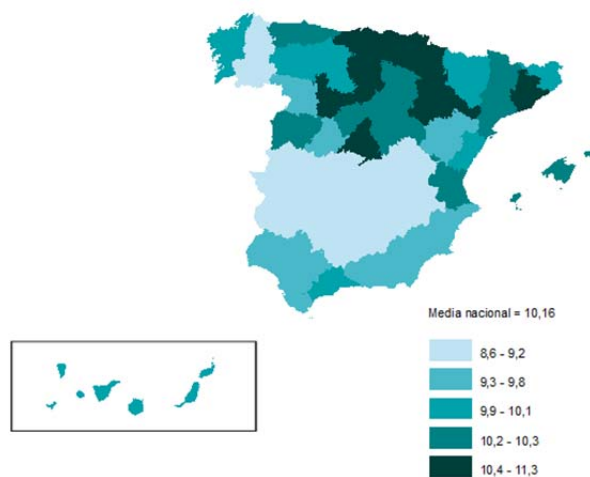 Media nacional = 10,16
8,6 - 9,2
9,3 - 9,8
9,9 - 10,1
10,2 - 10,3
10,4 - 11,3